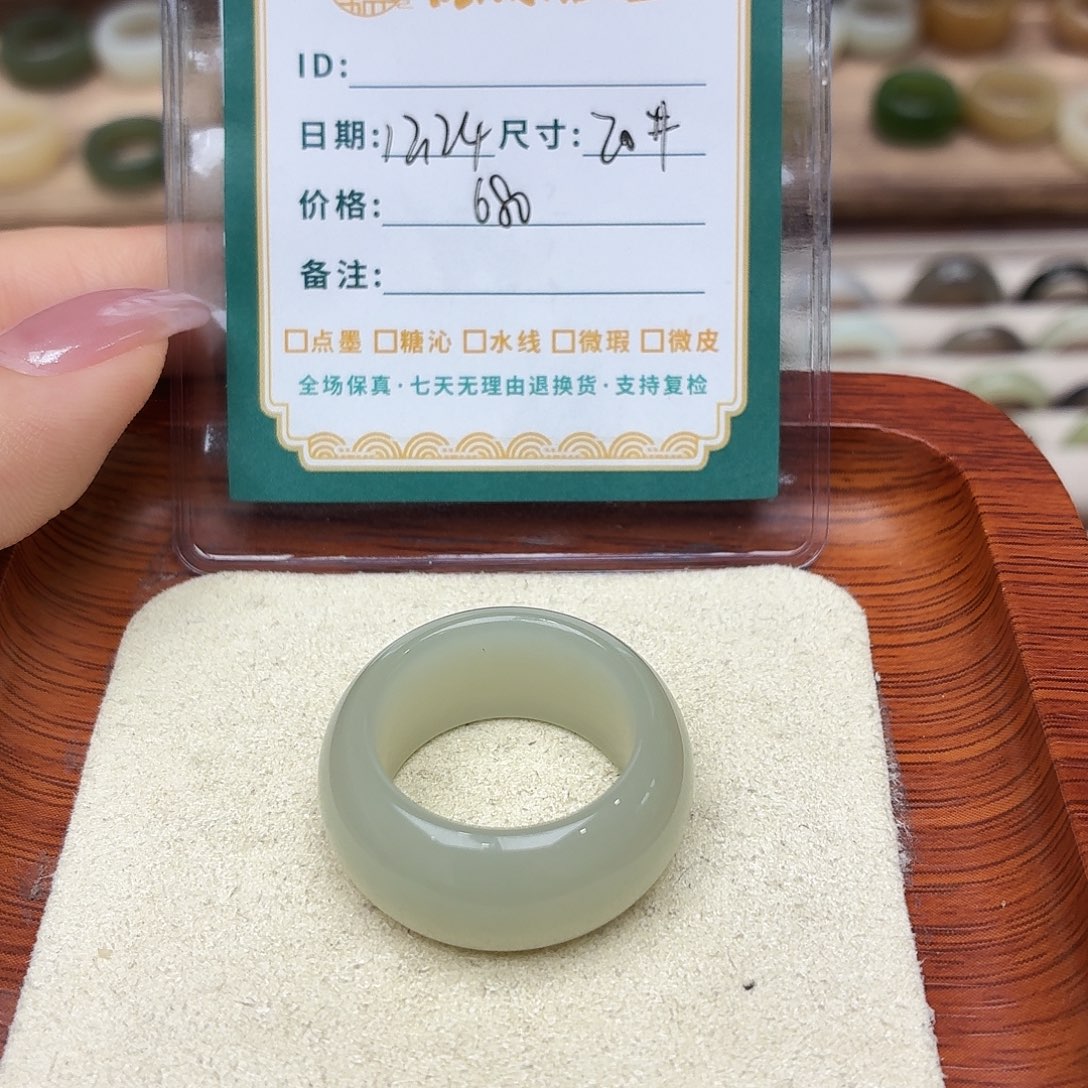 ID:
日期:12.24 尺寸:20#
价格:680
备注:
□点墨 □糖沁 □水线 □微瑕 □微皮
全场保真·七天无理由退换货·支持复检